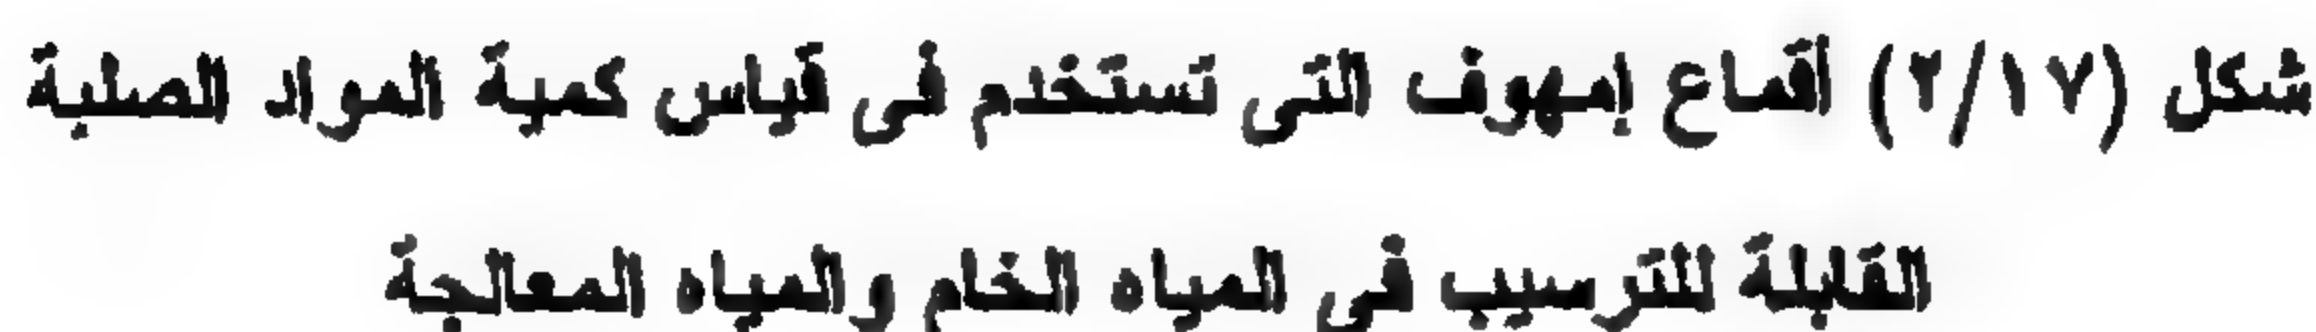 شكل (٢/١٧) أقماع إمهوف التى تستخدم فى قياس كمية المواد الصلبة
القابلة للترسيب فى المياه الخام والمياه المعالجة